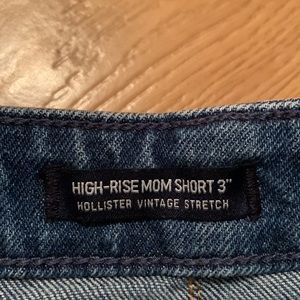 HIGH-RISE MOM SHORT 3"
HOLLISTER VINTAGE STRETCH